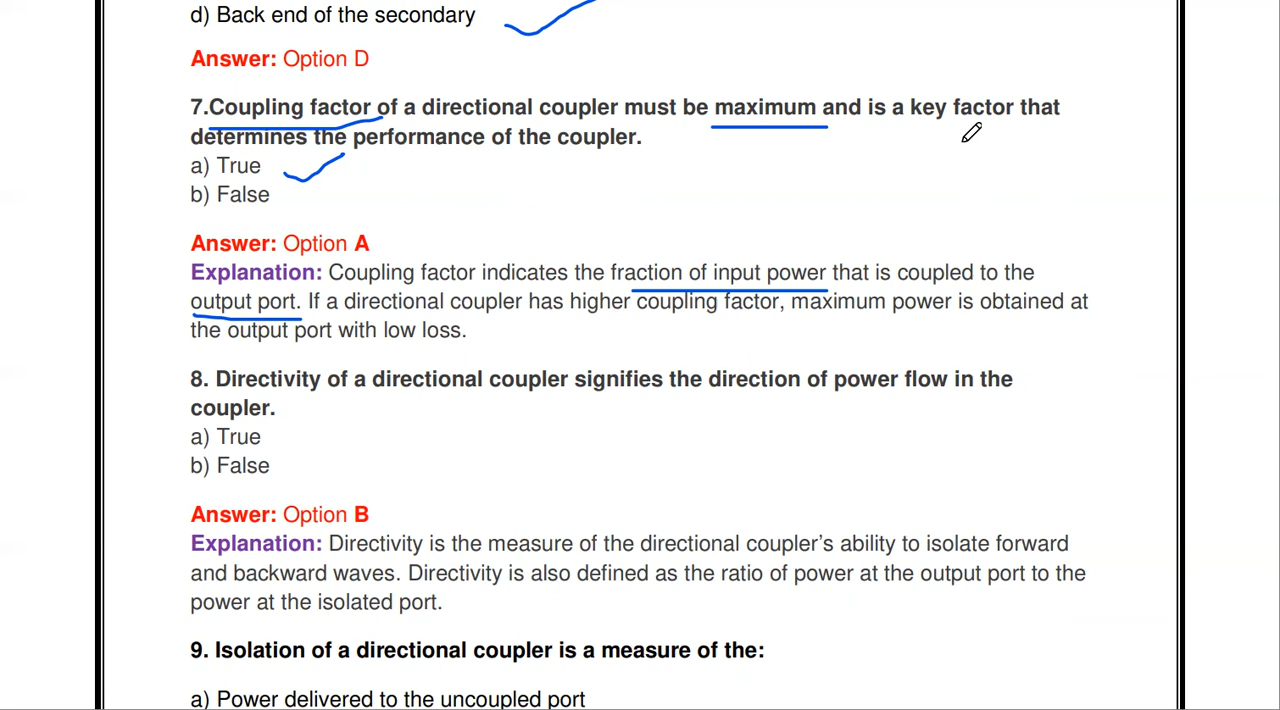 d) Back end of the secondary
Answer: Option D
7.Coupling factor of a directional coupler must be maximum and is a key factor that
determines the performance of the coupler.
a) True
b) False
Answer: Option A
Explanation: Coupling factor indicates the fraction of input power that is coupled to the
output port. If a directional coupler has higher coupling factor, maximum power is obtained at
the output port with low loss.
8. Directivity of a directional coupler signifies the direction of power flow in the
coupler.
a) True
b) False
Answer: Option B
Explanation: Directivity is the measure of the directional coupler’s ability to isolate forward
and backward waves. Directivity is also defined as the ratio of power at the output port to the
power at the isolated port.
9. Isolation of a directional coupler is a measure of the:
a) Power delivered to the uncoupled port